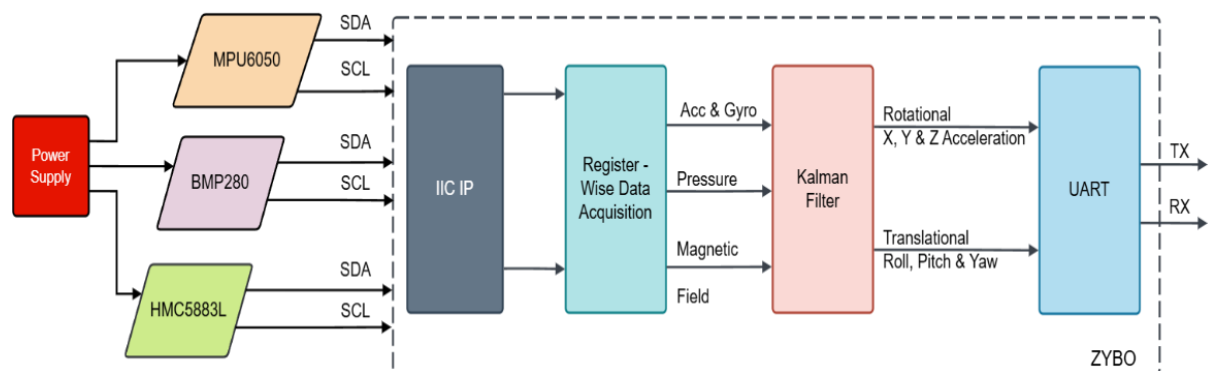 Power
Supply
MPU6050
BMP280
HMC5883L
SDA
SCL
SDA
SCL
SDA
SCL
IIC IP
Register -
Wise Data
Acquisition
Acc & Gyro
Pressure
Magnetic
Field
Kalman
Filter
Rotational
X, Y & Z Acceleration
Translational
Roll, Pitch & Yaw
UART
TX
RX
ZYBO